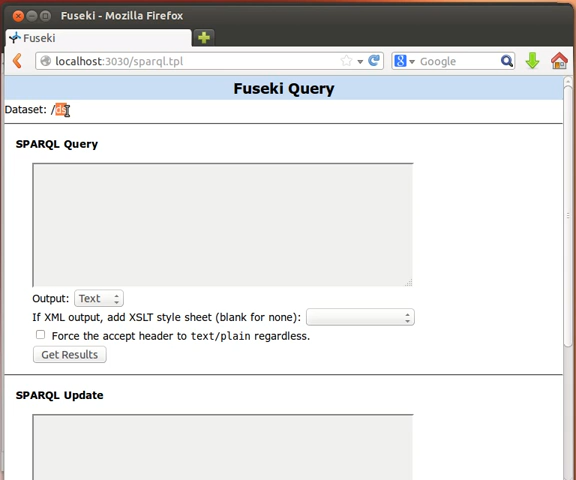 Fuseki - Mozilla Firefox
Fuseki
localhost:3030/sparql.tpl
Google
Fuseki Query
Dataset: /ds
SPARQL Query
Output: Text
If XML output, add XSLT style sheet (blank for none):
Force the accept header to text/plain regardless.
Get Results
SPARQL Update